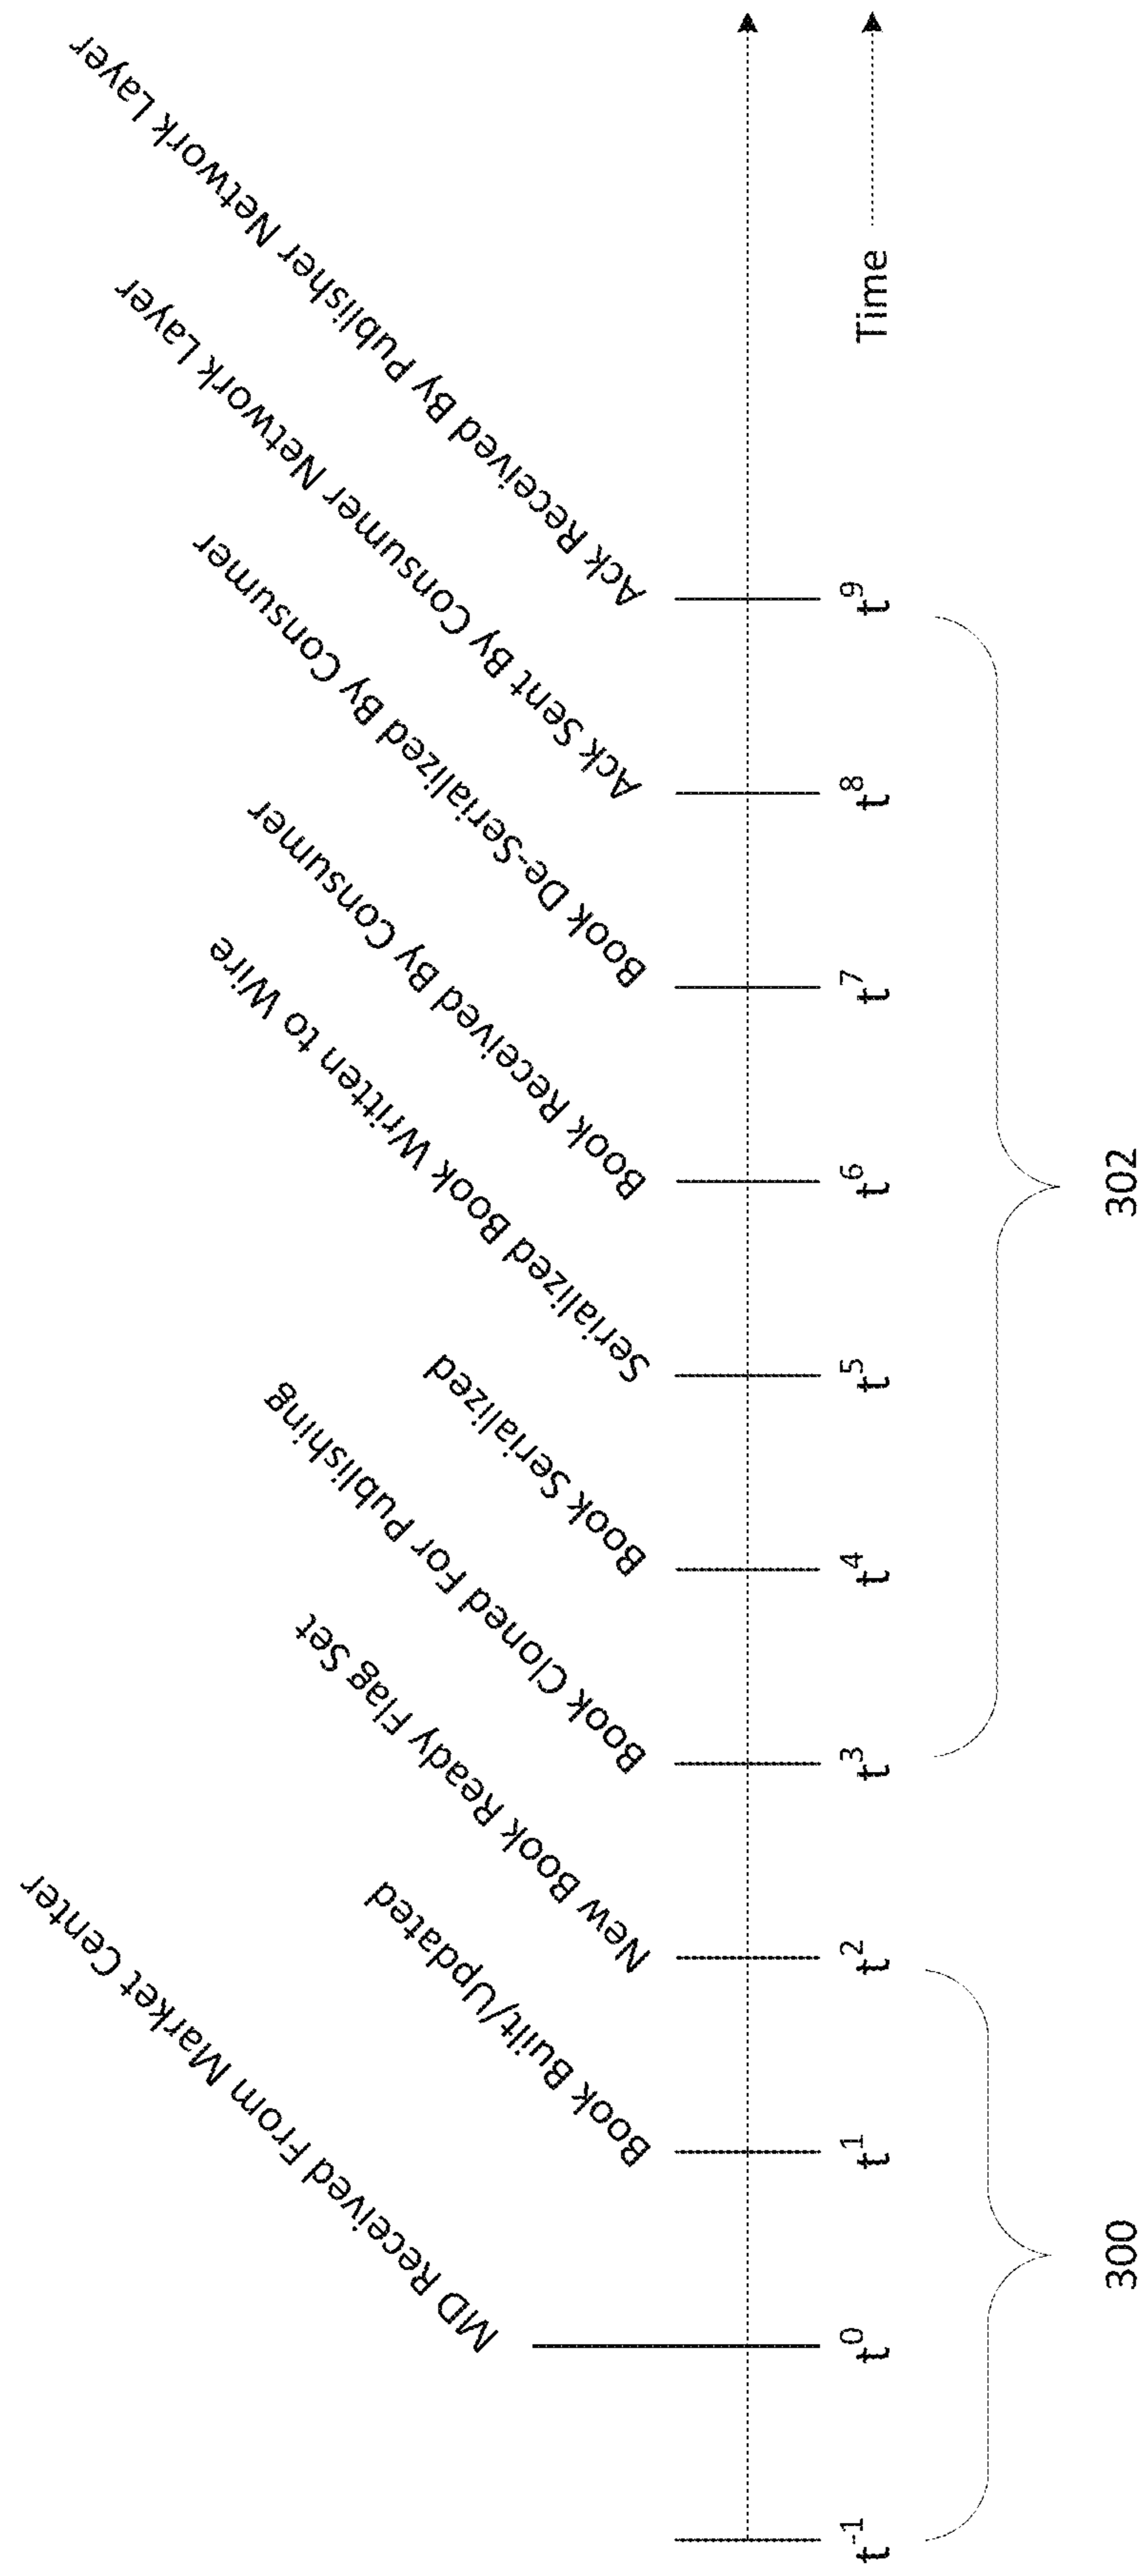 MD Received From Market Center
Book Built/Updated
New Book Ready Flag Set
Book Cloned For Publishing
Book Serialized
Serialized Book Written to Wire
Book Received By Consumer
Book De-Serialized By Consumer
Ack Sent By Consumer Network Layer
Ack Received By Publisher Network Layer
t-1 t0 t1 t2 t3 t4 t5 t6 t7 t8 t9 Time
300 302